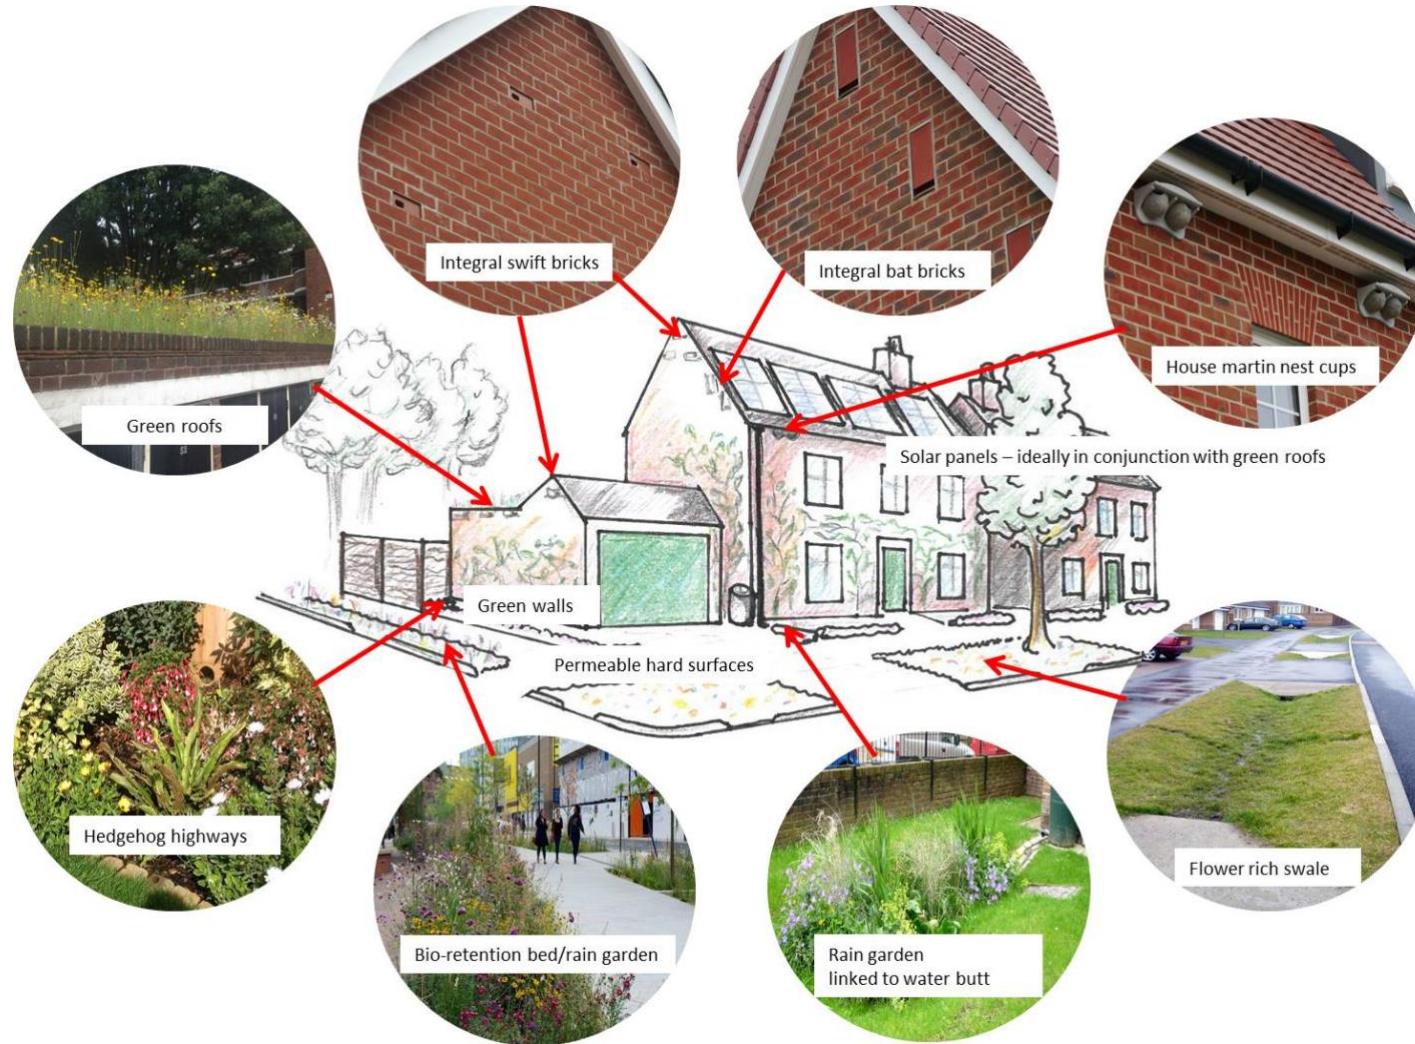 Integral swift bricks
Integral bat bricks
House martin nest cups
Green roofs
Solar panels – ideally in conjunction with green roofs
Green walls
Permeable hard surfaces
Hedgehog highways
Flower rich swale
Bio-retention bed/rain garden
Rain garden
linked to water butt